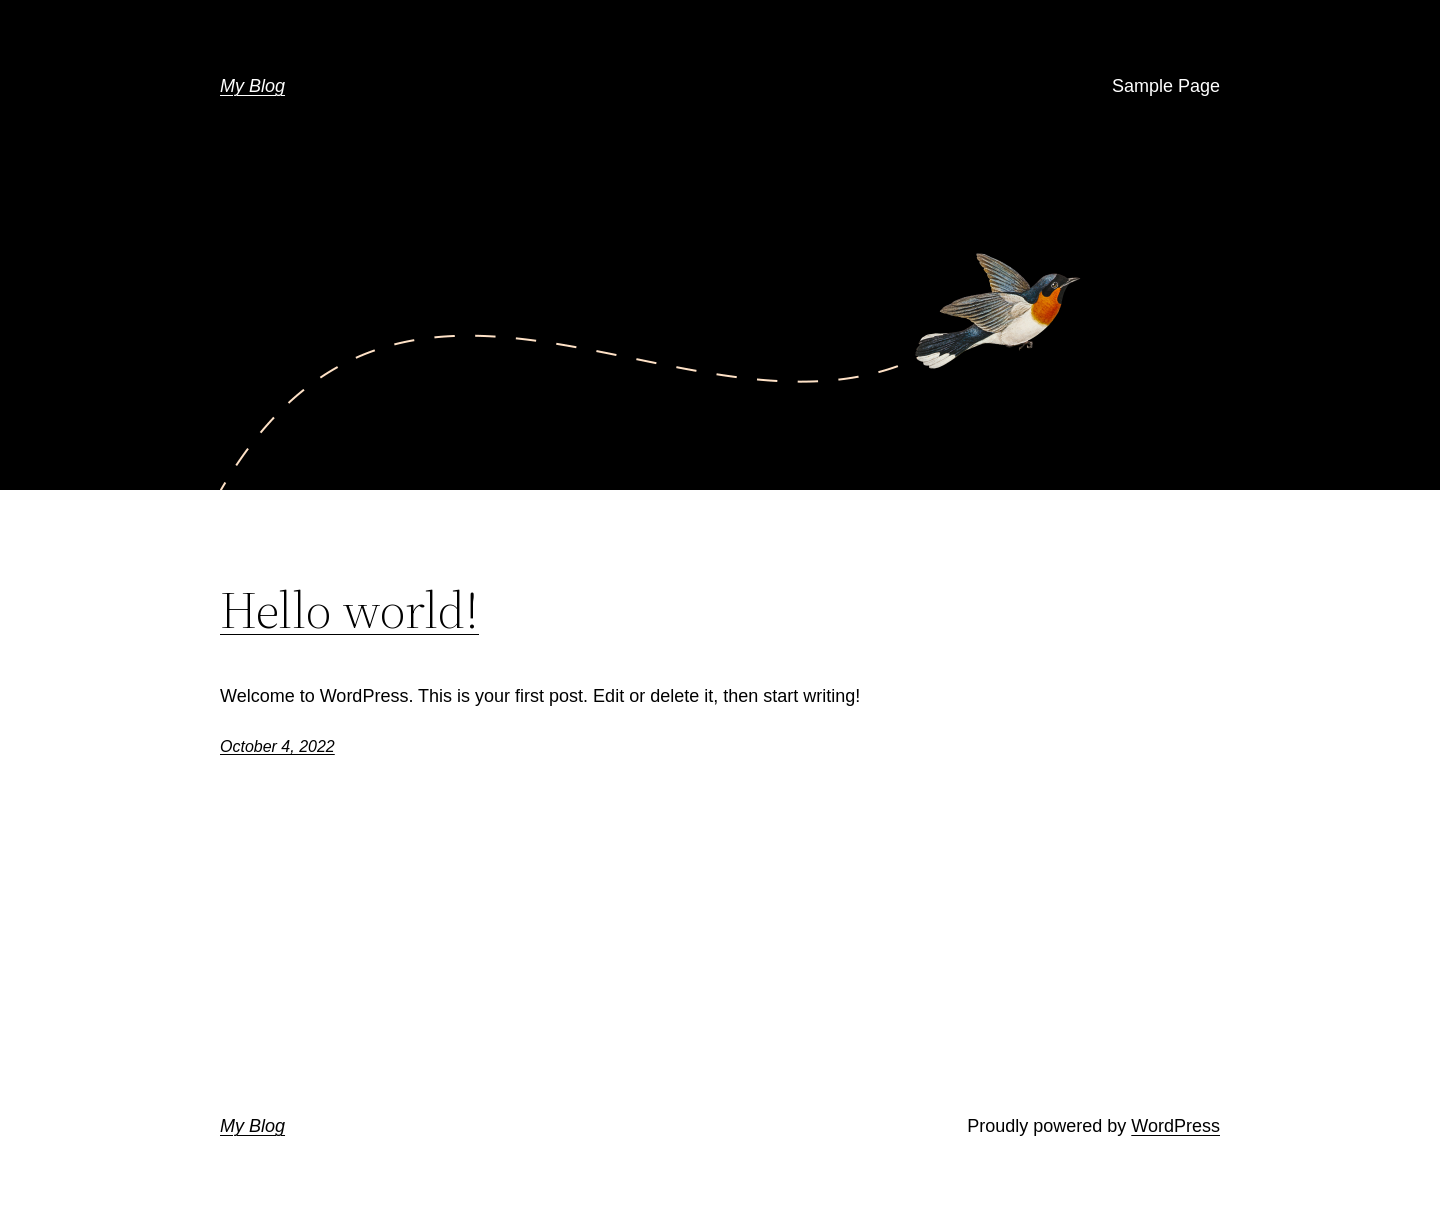 My Blog
Sample Page
Hello world!
Welcome to WordPress. This is your first post. Edit or delete it, then start writing!
October 4, 2022
My Blog
Proudly powered by WordPress